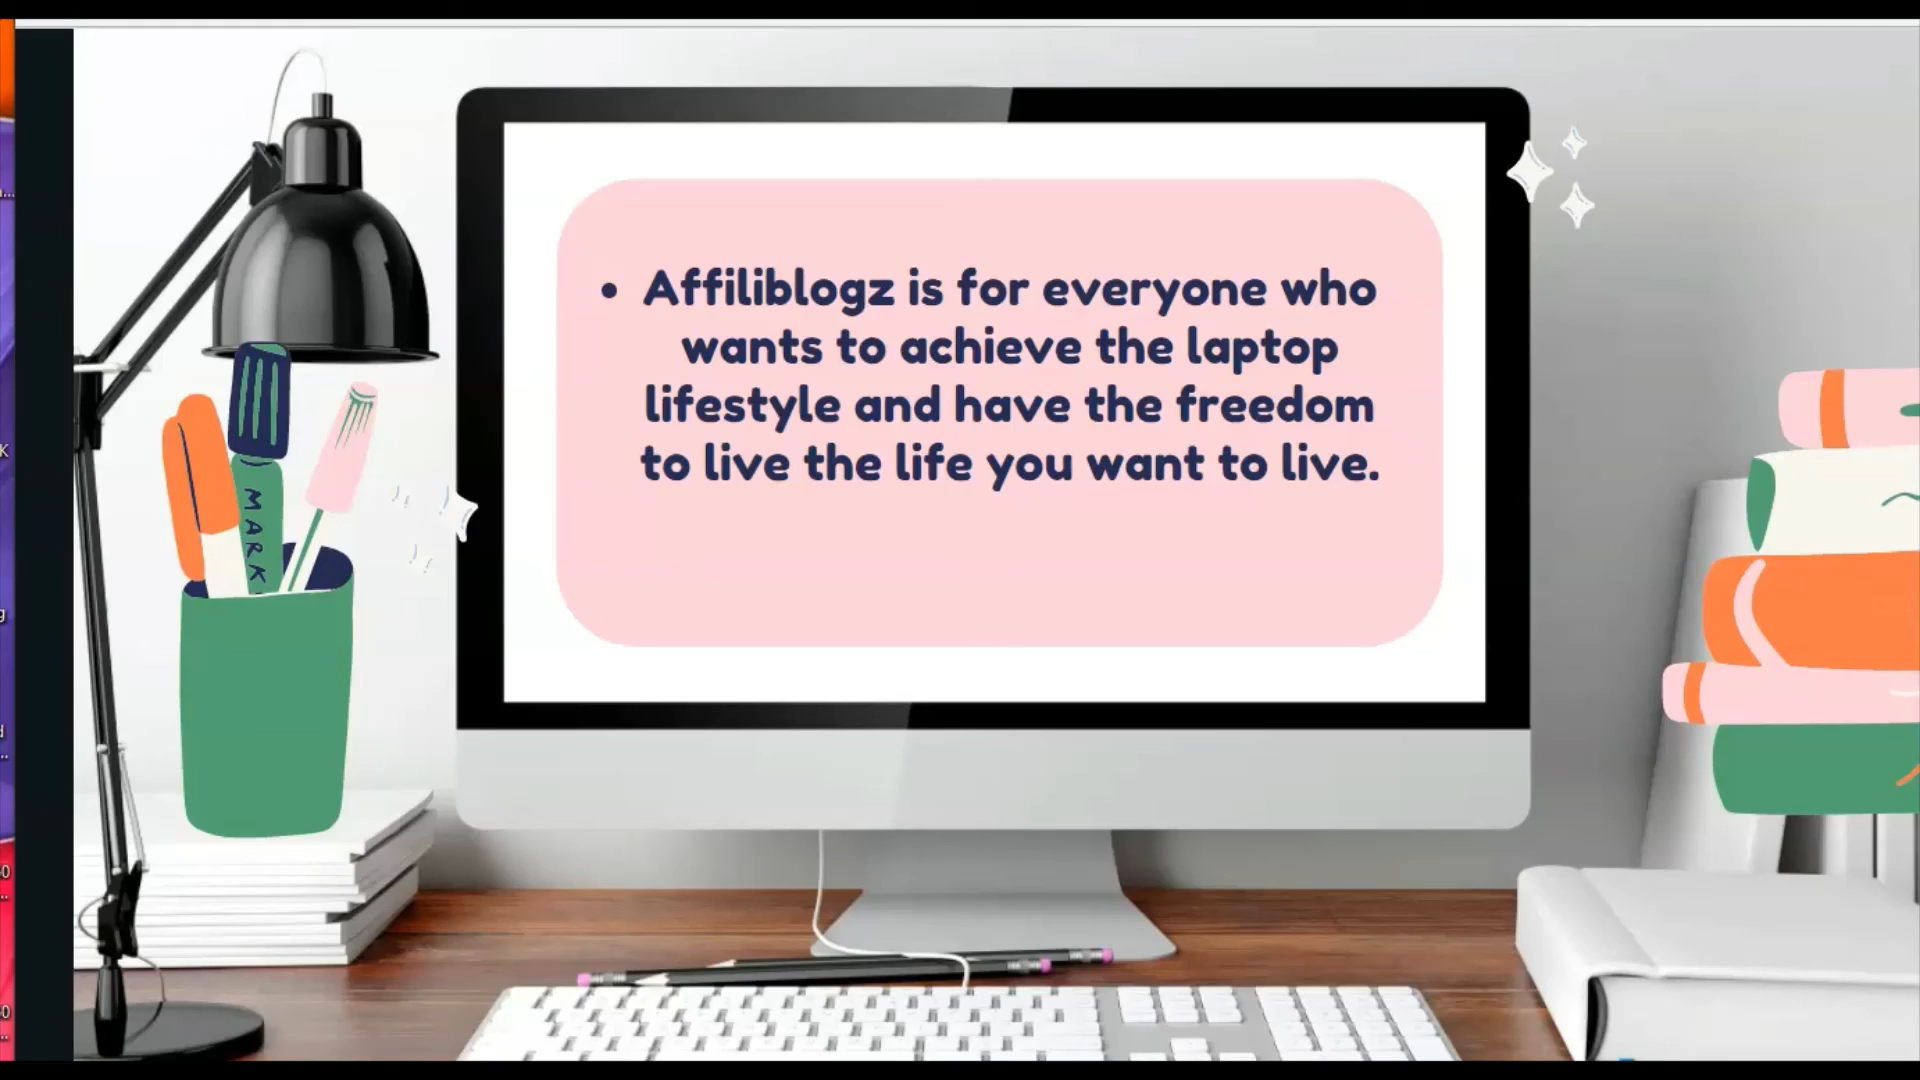 • Affiliblogz is for everyone who
wants to achieve the laptop
lifestyle and have the freedom
to live the life you want to live.
MARK